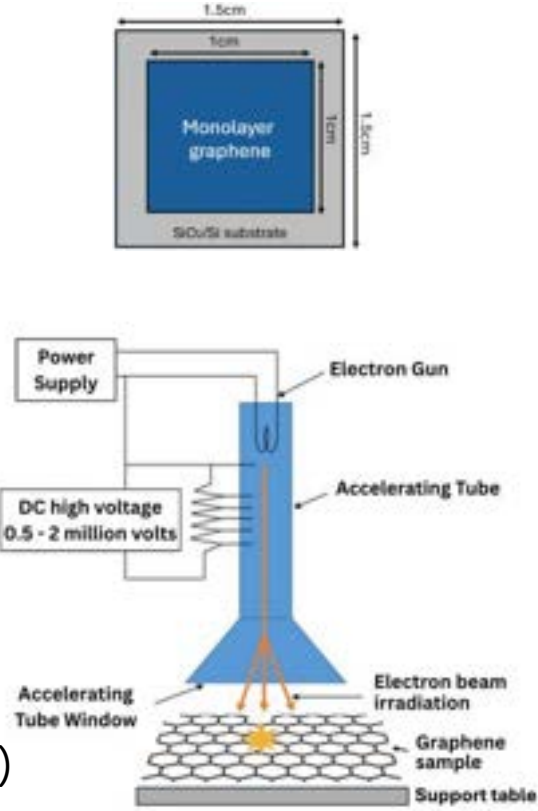 1.5cm
1cm
Monolayer
graphene
1cm
1.5cm
SiO₂/Si substrate
Power
Supply
Electron Gun
Accelerating Tube
DC high voltage
0.5 - 2 million volts
Accelerating
Tube Window
Electron beam
irradiation
Graphene
sample
)
Support table